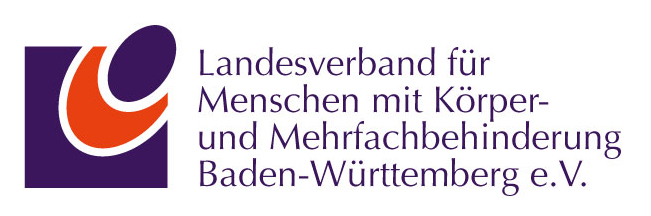 Landesverband für
Menschen mit Körper-
und Mehrfachbehinderung
Baden-Württemberg e.V.